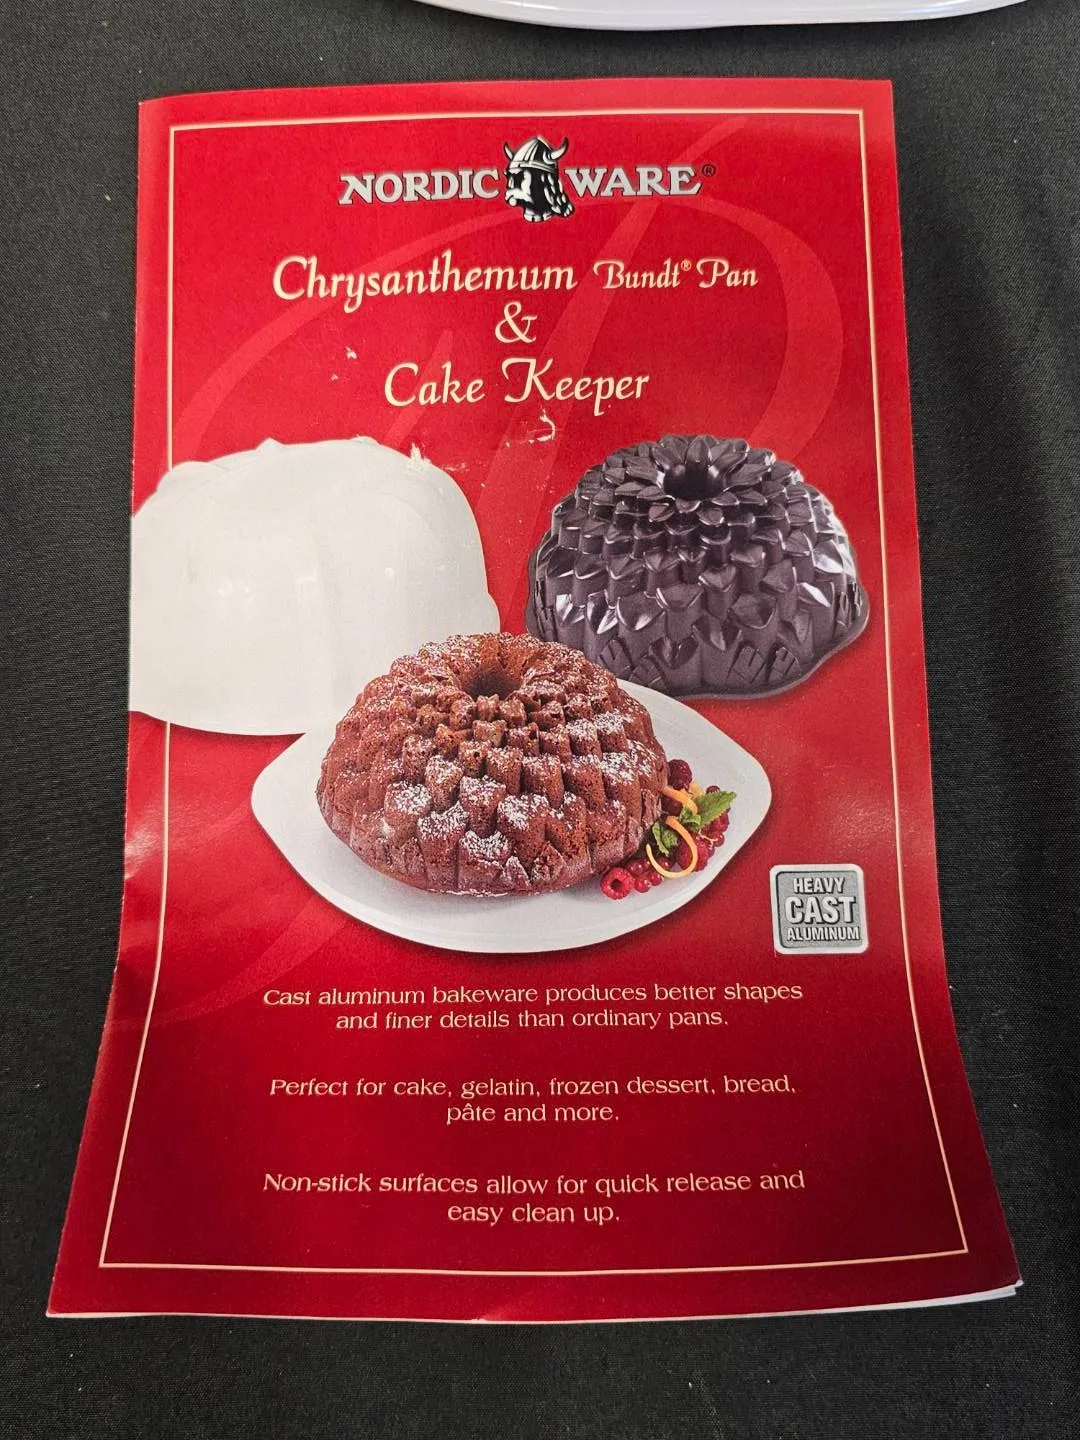 NORDIC WARE®
Chrysanthemum Bundt® Pan
&
Cake Keeper
HEAVY
CAST
ALUMINUM
Cast aluminum bakeware produces better shapes
and finer details than ordinary pans.
Perfect for cake, gelatin, frozen dessert, bread,
pâte and more.
Non-stick surfaces allow for quick release and
easy clean up.